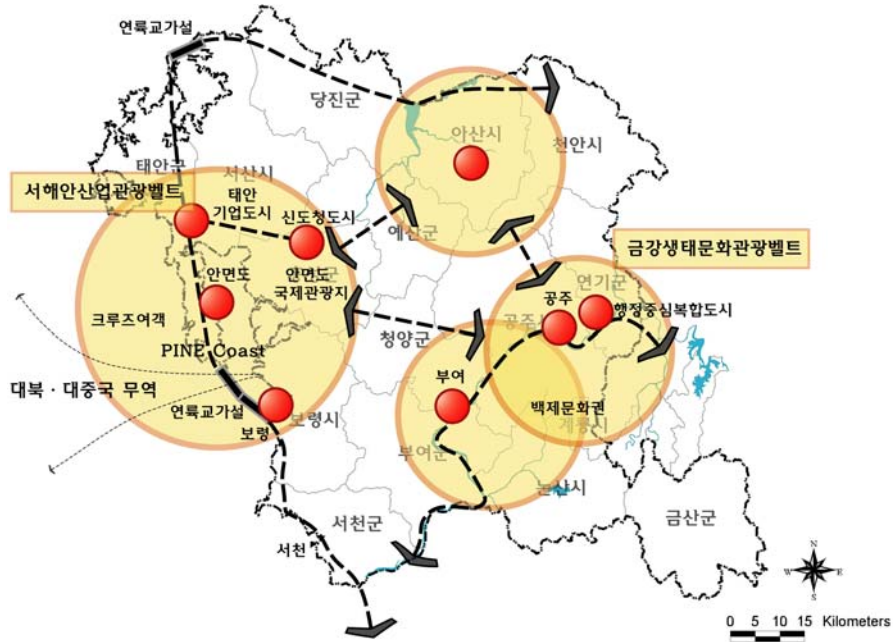 연륙교가설
당진군
아산시
천안시
태안군
서산시
서해안산업관광벨트
태안
기업도시
신도청도시
예산군
금강생태문화관광벨트
안면도
안면도
국제관광지
연기군
공주
행정중심복합도시
크루즈여객
청양군
PINE Coast
부여
대북·대중국 무역
연륙교가설
보령
보령시
백제문화권
계룡시
부여군
논산시
서천군
금산군
서천
N
W
E
S
0 5 10 15 Kilometers